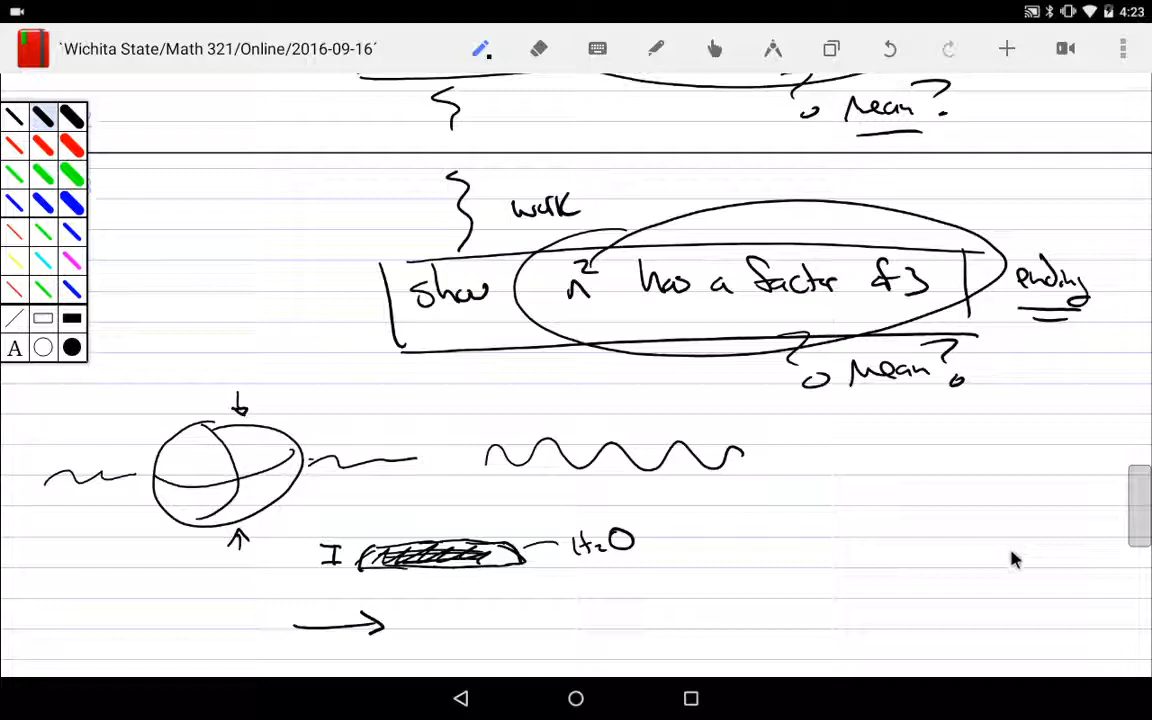 4:23
`Wichita State/Math 321/Online/2016-09-16´
Mean?
work
show n² has a factor of 3
ending
Mean?
I
H₂O
A